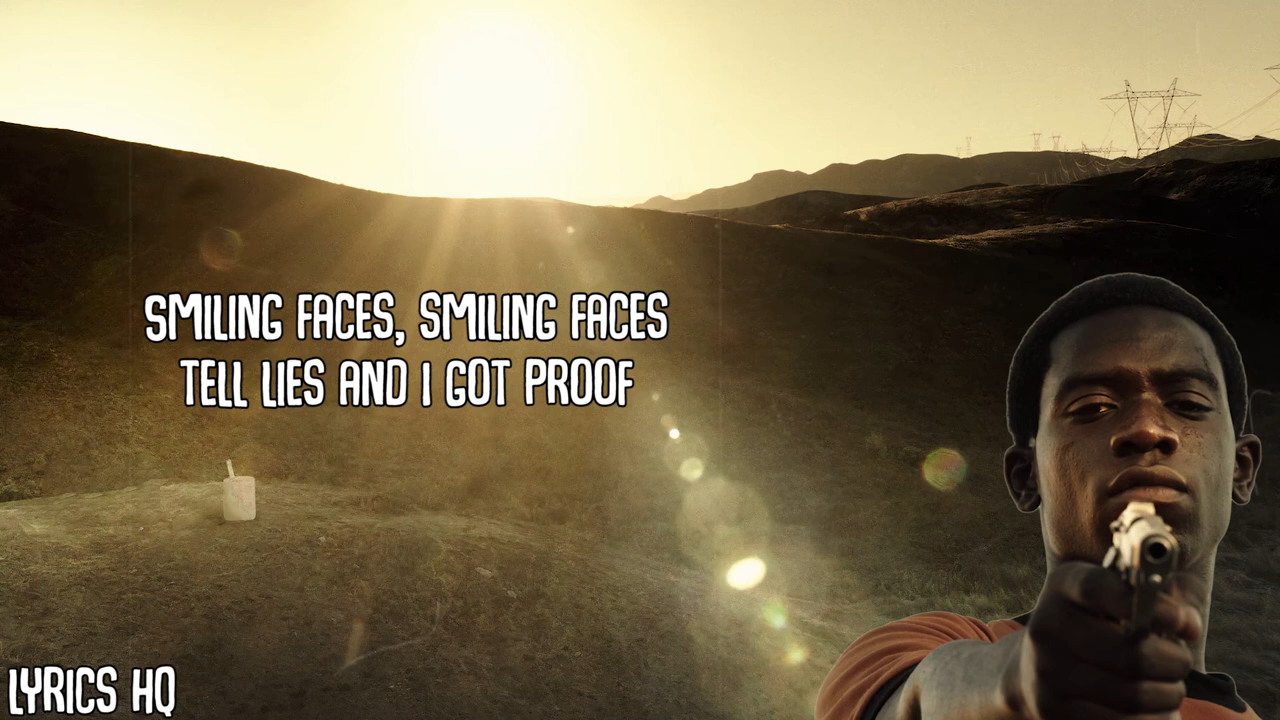 SMILING FACES, SMILING FACES
TELL LIES AND I GOT PROOF
LYRICS HQ